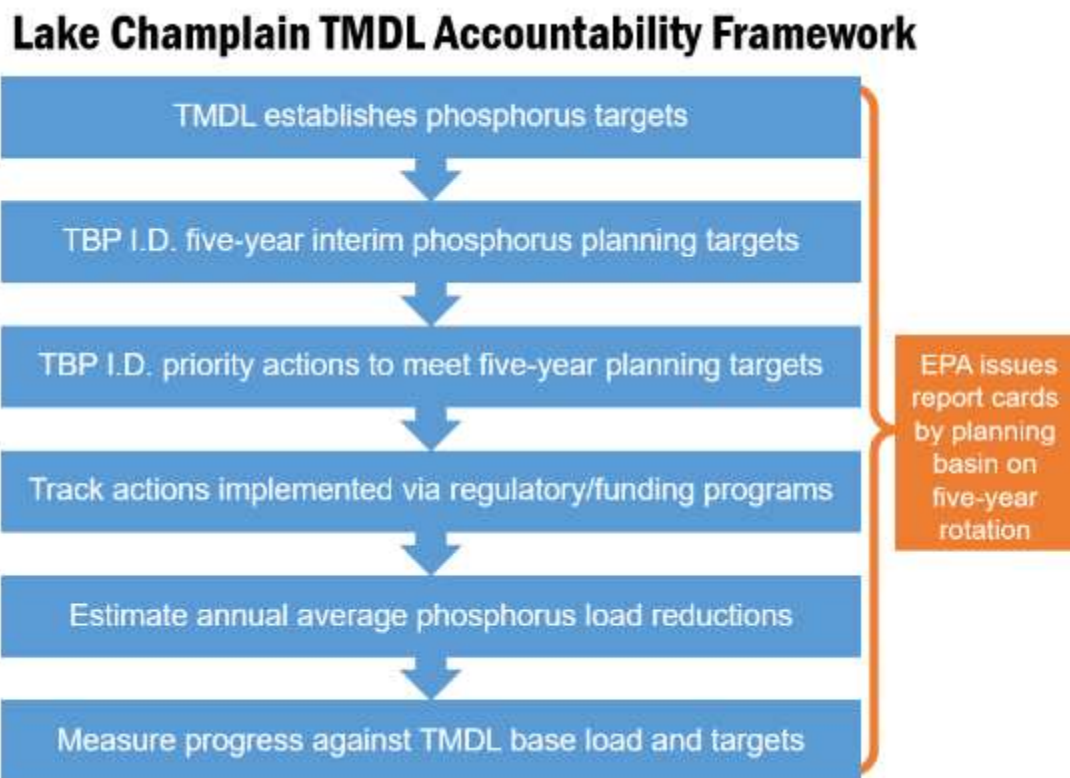 Lake Champlain TMDL Accountability Framework
TMDL establishes phosphorus targets
TBP I.D. five-year interim phosphorus planning targets
TBP I.D. priority actions to meet five-year planning targets
Track actions implemented via regulatory/funding programs
Estimate annual average phosphorus load reductions
Measure progress against TMDL base load and targets
EPA issues
report cards
by planning
basin on
five-year
rotation